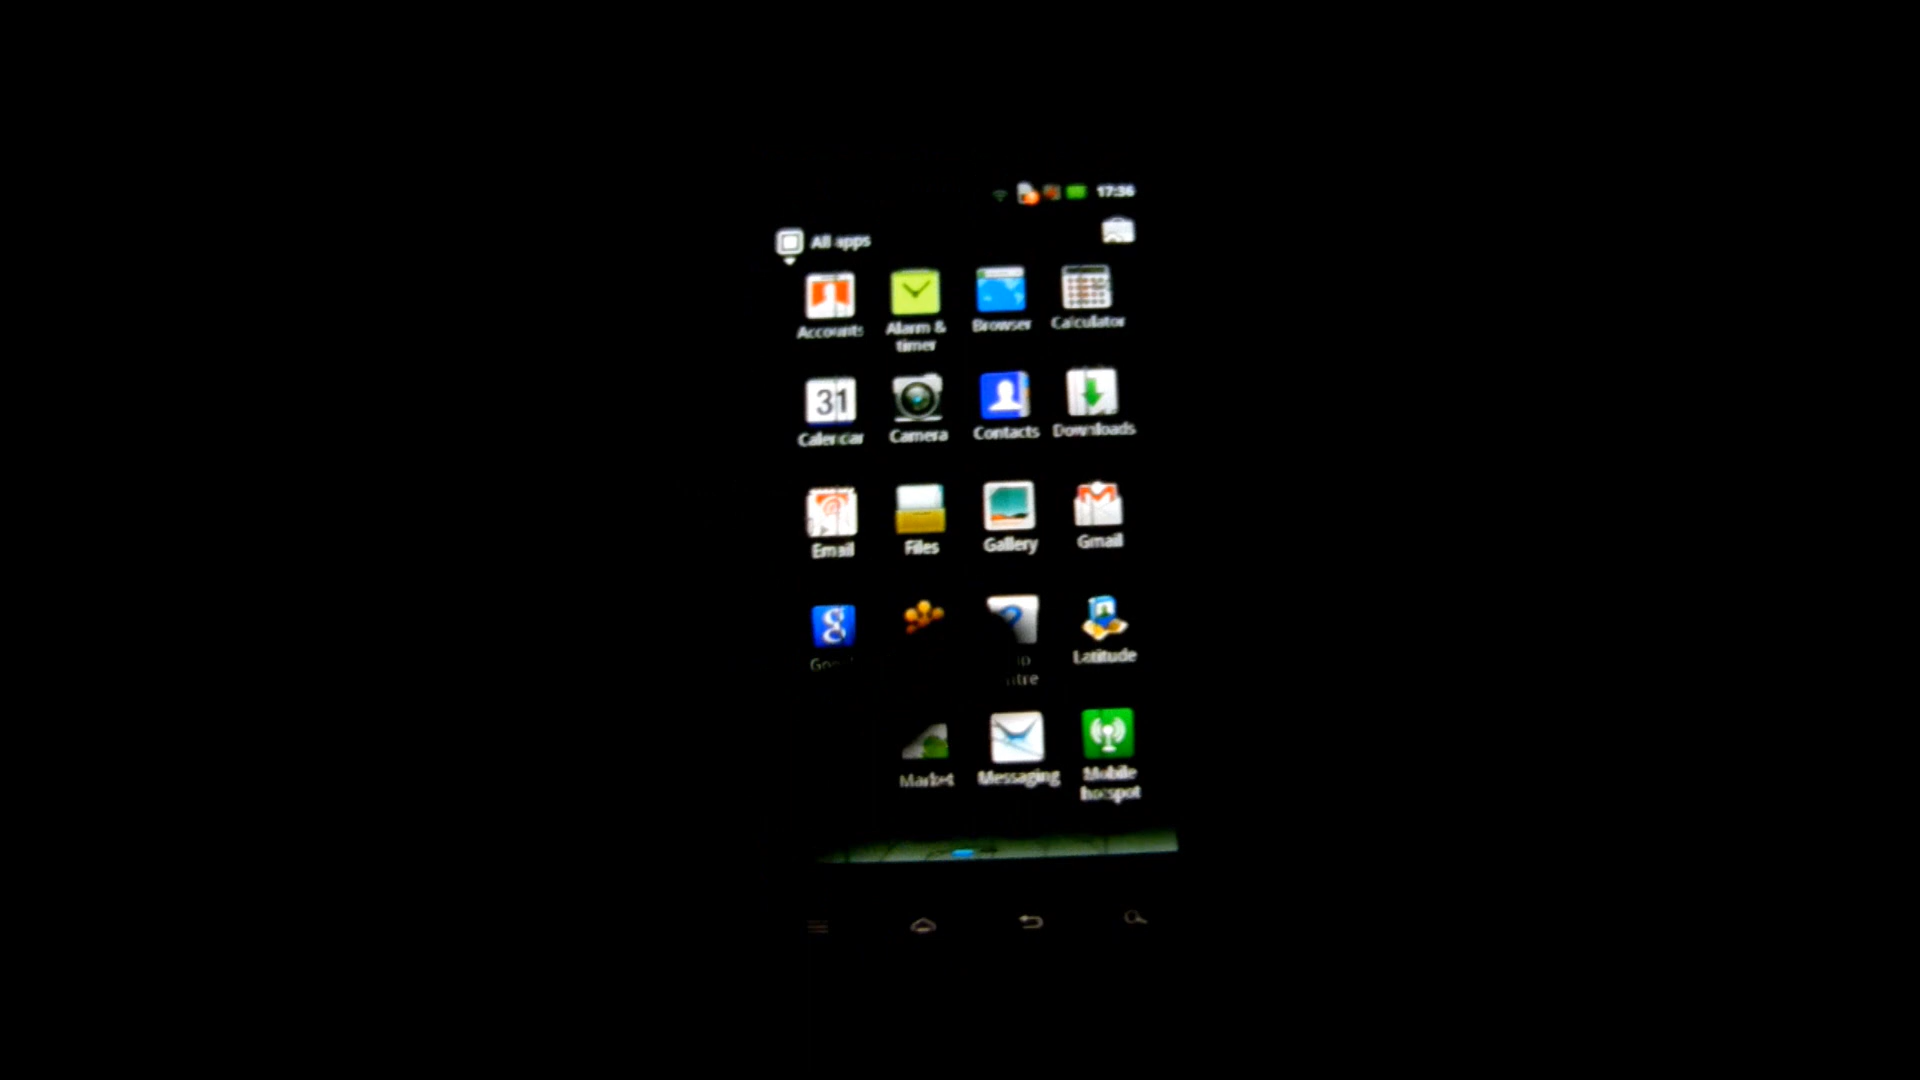 17:36
All apps
Accounts
Alarm &
timer
Browser
Calculator
31
Calendar
Camera
Contacts
Downloads
Email
Files
Gallery
Gmail
g
Latitude
Market
Messaging
Mobile
hotspot